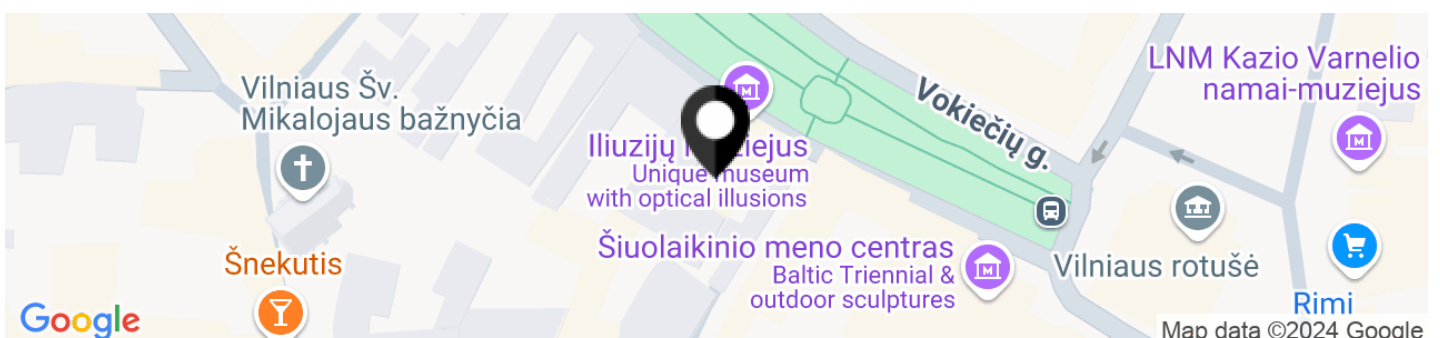 LNM Kazio Varnelio
namai-muziejus
Vilniaus Šv.
Mikalojaus bažnyčia
Vokiečių g.
Iliuzijų
Unique museum
with optical illusions
Šiuolaikinio meno centras
Baltic Triennial &
outdoor sculptures
Vilniaus rotušė
Šnekutis
Rimi
Google
Map data ©2024 Google